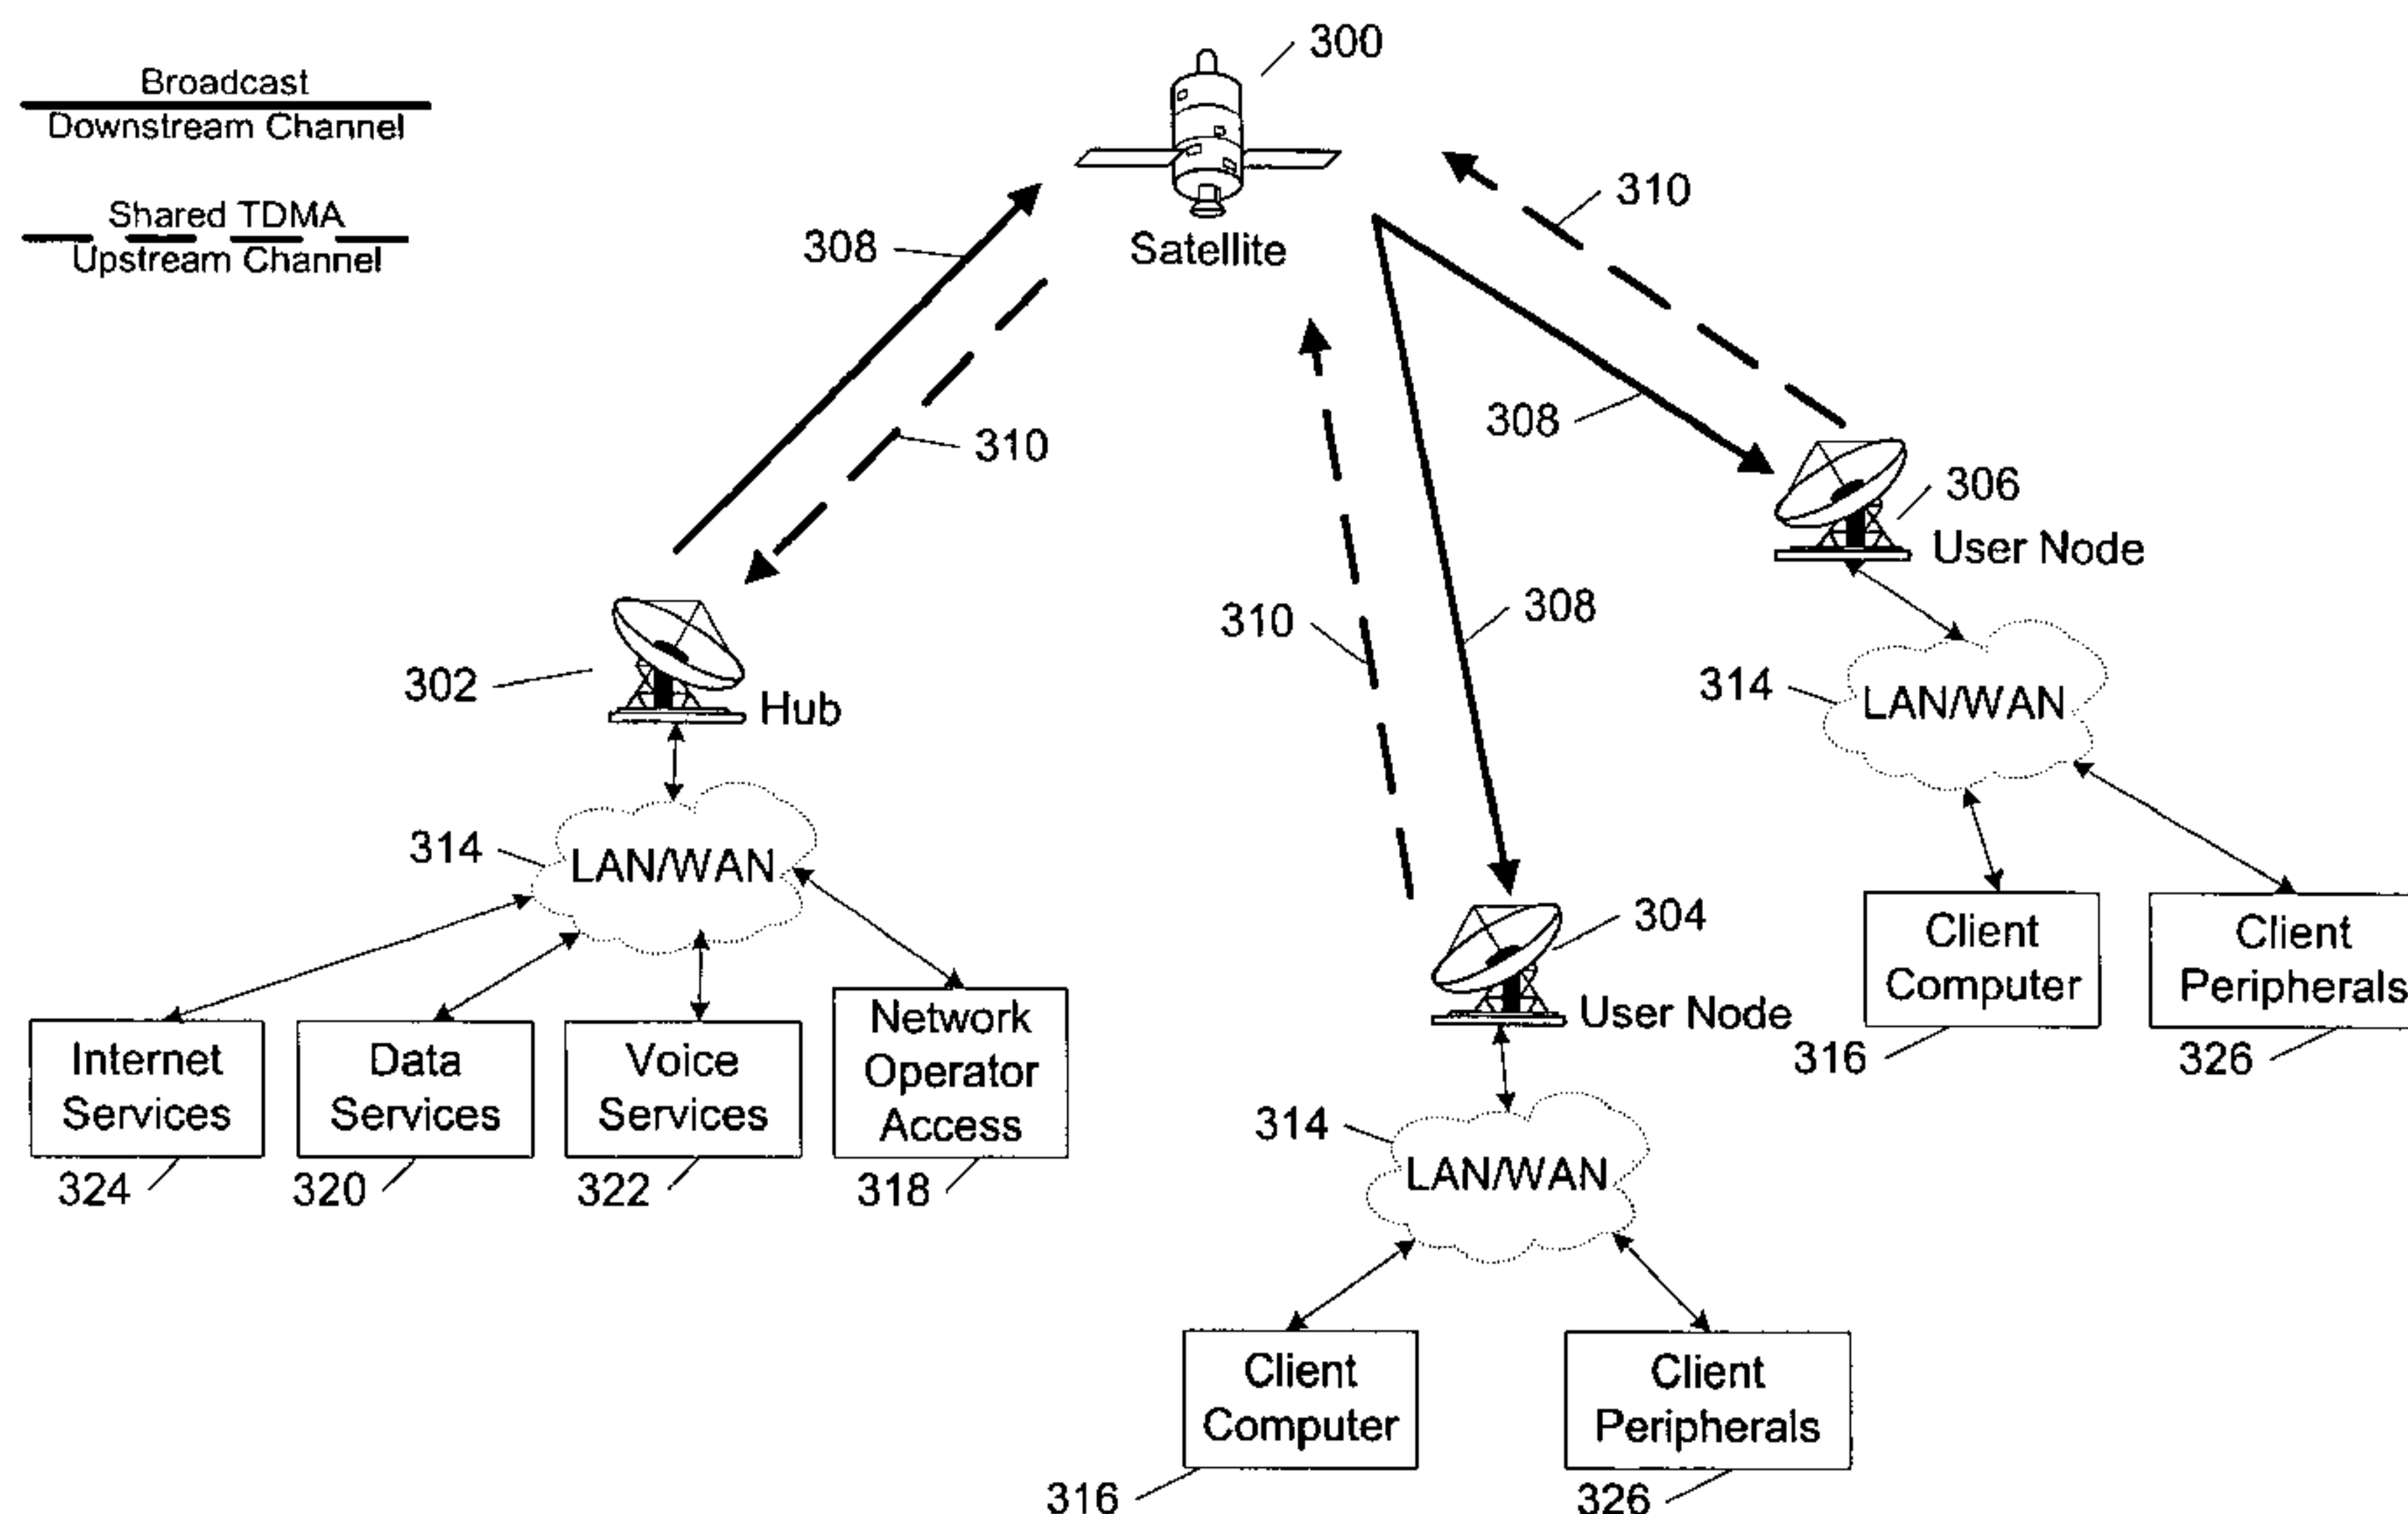 Broadcast
Downstream Channel
Shared TDMA
Upstream Channel
300
Satellite
308
310
310
308
310
308
302
Hub
306
User Node
314
LAN/WAN
314
LAN/WAN
304
User Node
Client
Computer
316
Client
Peripherals
326
Internet
Services
324
Data
Services
320
Voice
Services
322
Network
Operator
Access
318
314
LAN/WAN
Client
Computer
316
Client
Peripherals
326